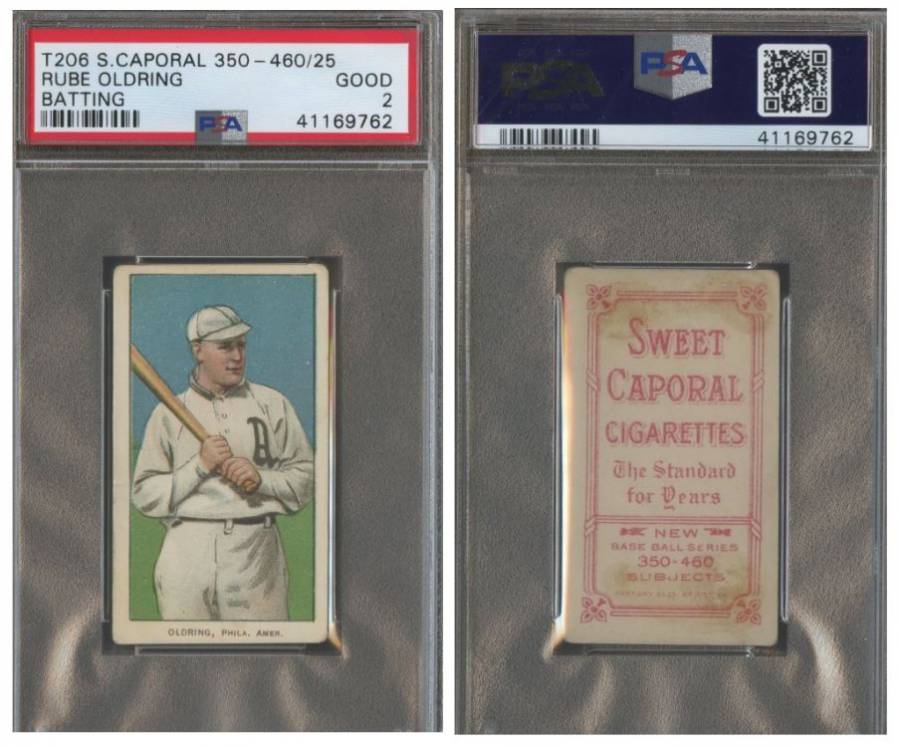 T206 S.CAPORAL 350-460/25
RUBE OLDRING GOOD
BATTING 2
PSA 41169762
OLDRING, PHILA. AMER.
PSA PSA
41169762
SWEET
CAPORAL
CIGARETTES
The Standard
for Years
NEW
BASE BALL SERIES
350-460
SUBJECTS